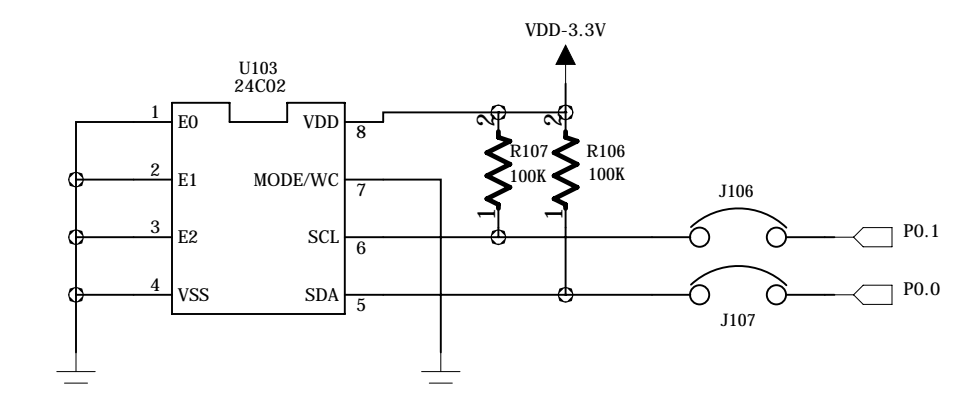 VDD-3.3V
U103
24C02
1 E0 VDD 8
2 2
R107 R106
100K 100K
2 E1 MODE/WC 7
1 1
J106
3 E2 SCL 6 P0.1
4 VSS SDA 5 P0.0
J107